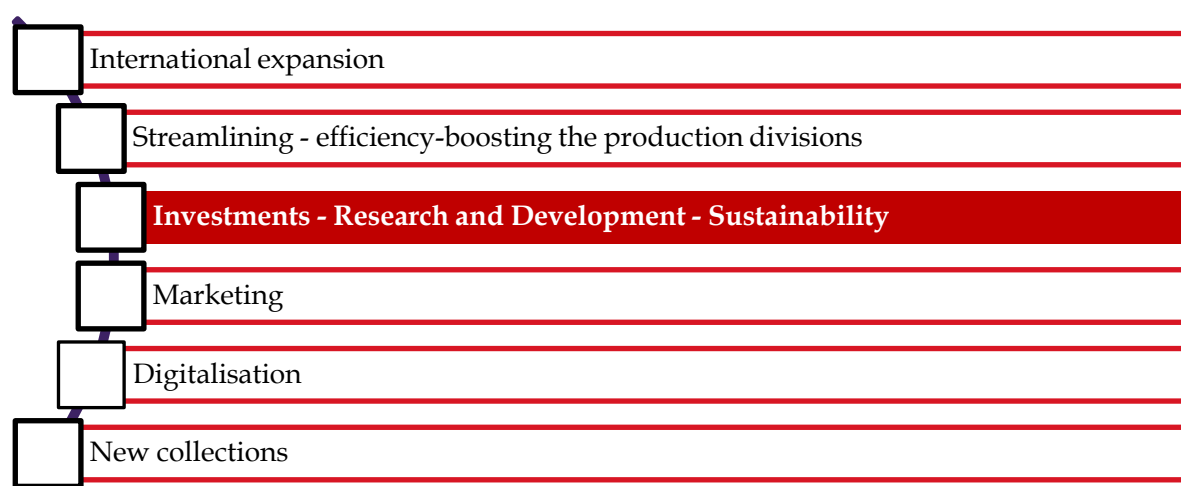 International expansion
Streamlining - efficiency-boosting the production divisions
Investments - Research and Development - Sustainability
Marketing
Digitalisation
New collections